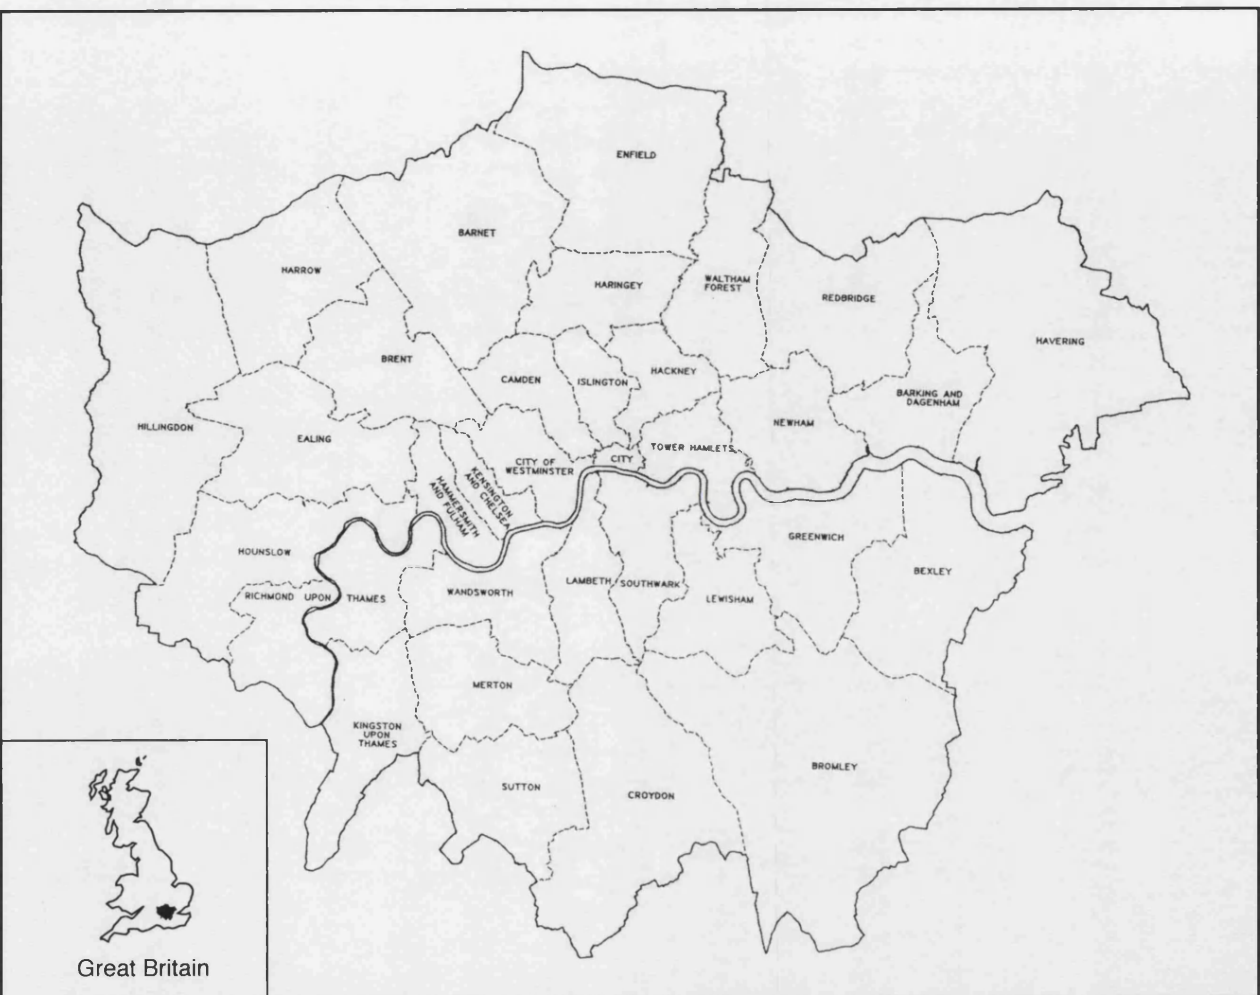 ENFIELD
BARNET
HARROW
HARINGEY
WALTHAM
FOREST
REDBRIDGE
HAVERING
BRENT
CAMDEN
ISLINGTON
HACKNEY
BARKING AND
DAGENHAM
HILLINGDON
EALING
NEWHAM
TOWER HAMLETS
CITY
CITY OF
WESTMINSTER
KENSINGTON
AND CHELSEA
HAMMERSMITH
AND FULHAM
HOUNSLOW
GREENWICH
BEXLEY
RICHMOND UPON THAMES
WANDSWORTH
LAMBETH
SOUTHWARK
LEWISHAM
MERTON
KINGSTON
UPON
THAMES
SUTTON
CROYDON
BROMLEY
Great Britain